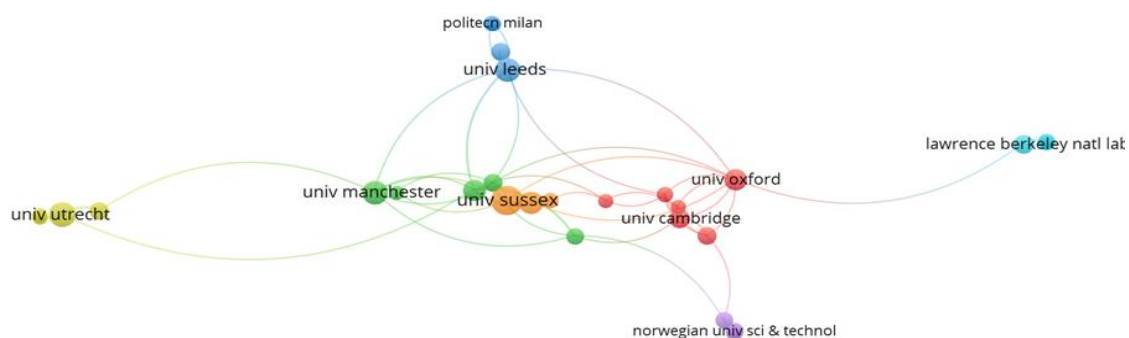 politecn milan
univ leeds
lawrence berkeley natl lab
univ oxford
univ manchester
univ sussex
univ utrecht
univ cambridge
norwegian univ sci & technol